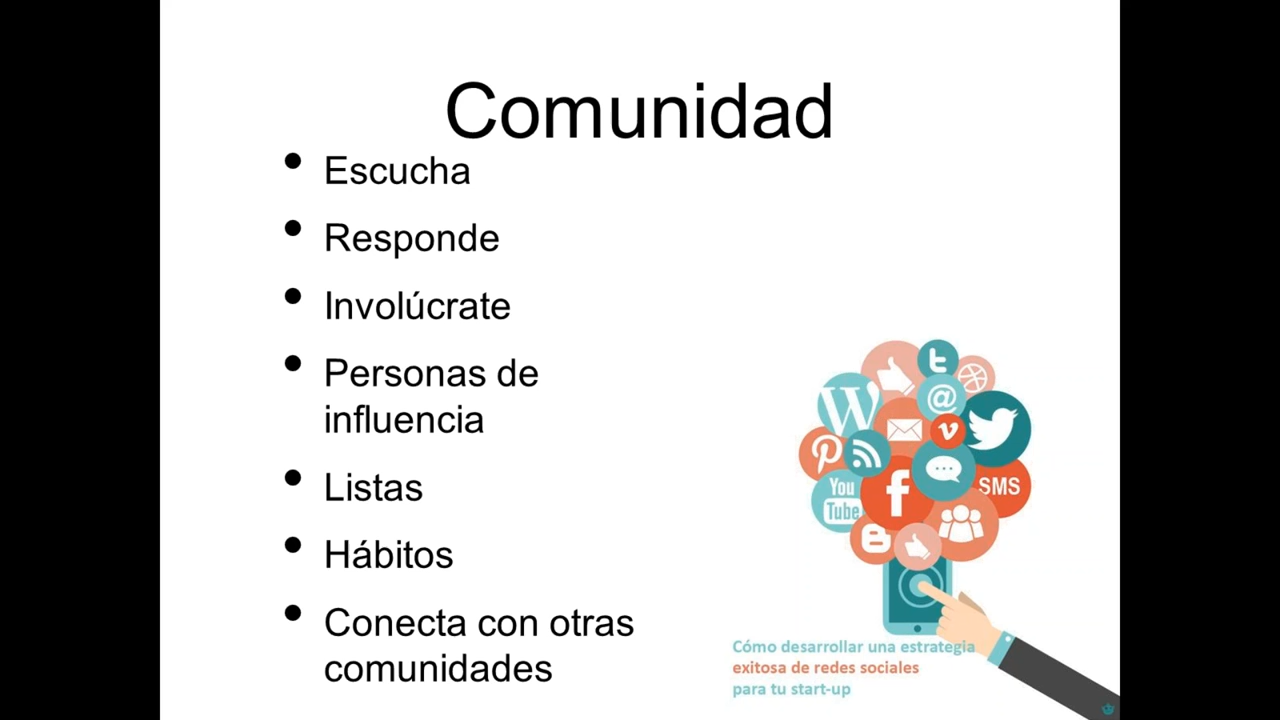 Comunidad
• Escucha
• Responde
• Involúcrate
• Personas de
influencia
• Listas
• Hábitos
• Conecta con otras
comunidades
t
@
W
v
P
You
Tube
f
SMS
B
Cómo desarrollar una estrategia
exitosa de redes sociales
para tu start-up